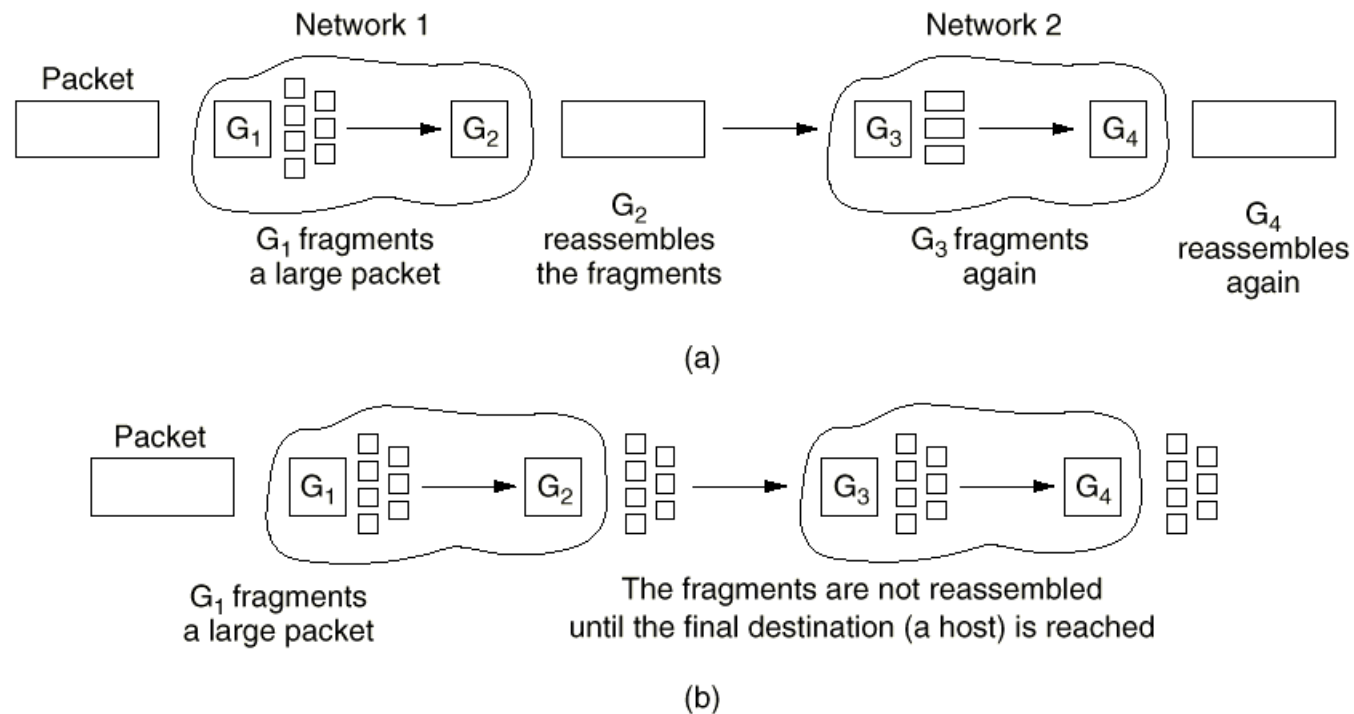 Network 1
Network 2
Packet
G₁
G₂
G₃
G₄
G₁ fragments
a large packet
G₂
reassembles
the fragments
G₃ fragments
again
G₄
reassembles
again
(a)
Packet
G₁
G₂
G₃
G₄
G₁ fragments
a large packet
The fragments are not reassembled
until the final destination (a host) is reached
(b)